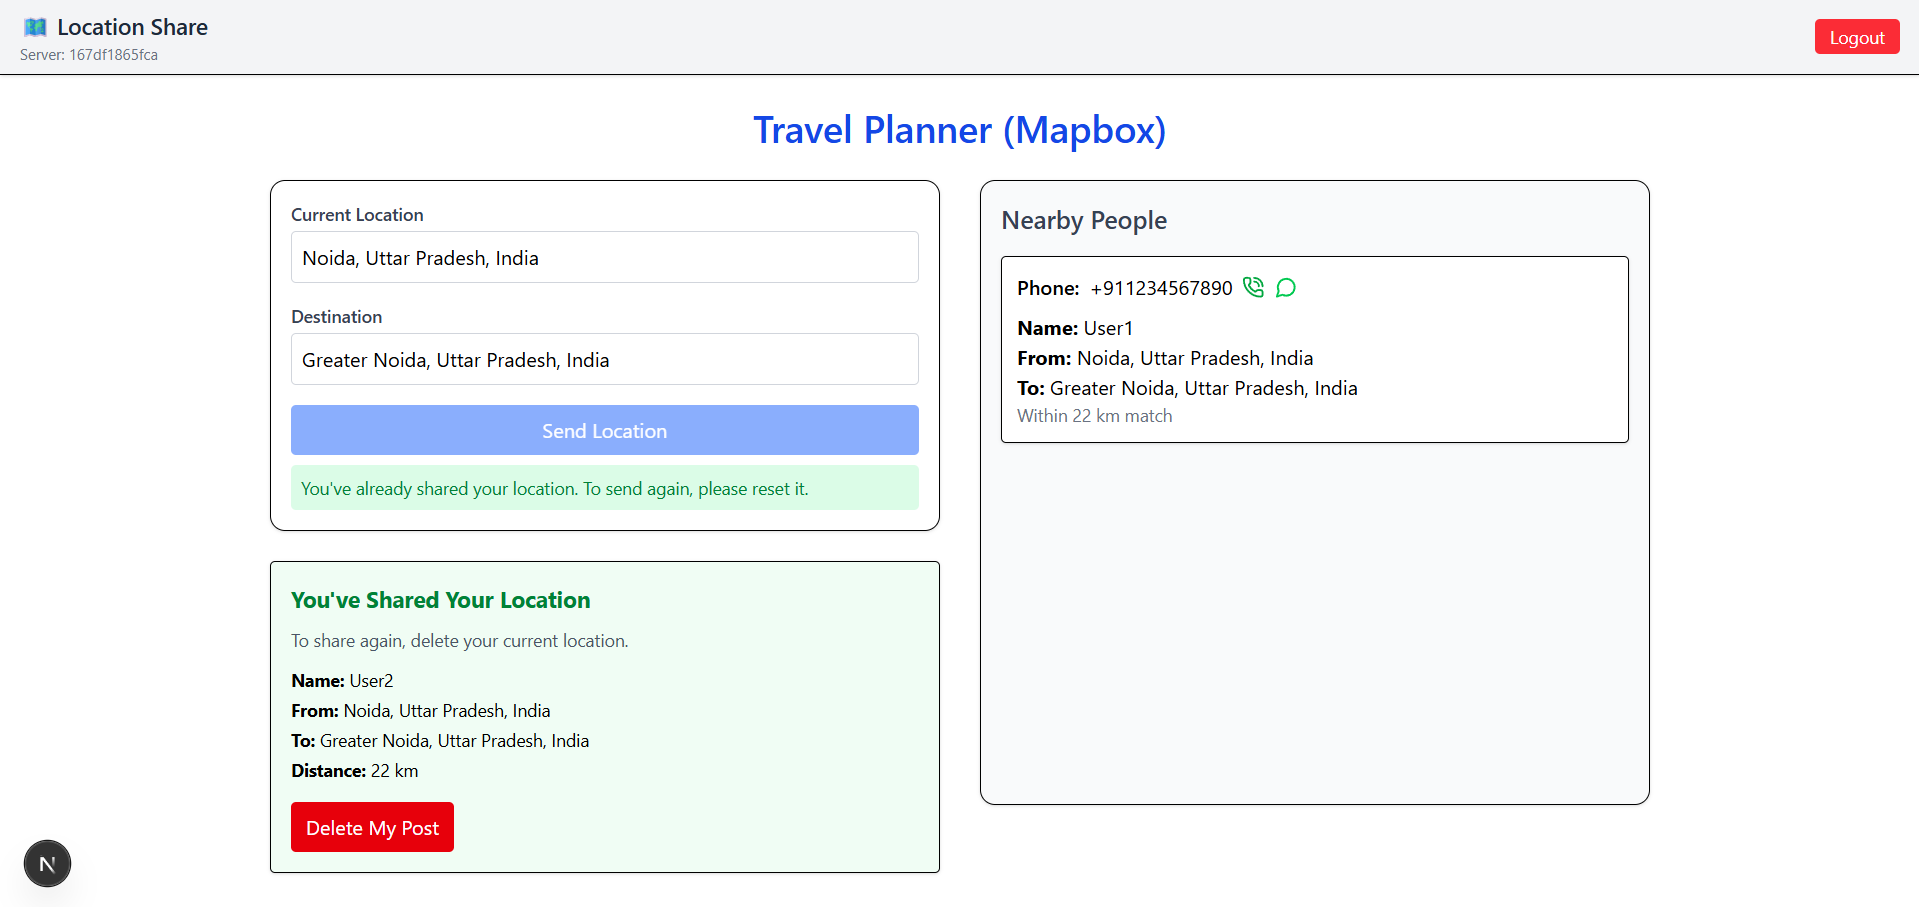 Location Share
Server: 167df1865fca
Logout
Travel Planner (Mapbox)
Current Location
Noida, Uttar Pradesh, India
Destination
Greater Noida, Uttar Pradesh, India
Send Location
You've already shared your location. To send again, please reset it.
You've Shared Your Location
To share again, delete your current location.
Name: User2
From: Noida, Uttar Pradesh, India
To: Greater Noida, Uttar Pradesh, India
Distance: 22 km
Delete My Post
Nearby People
Phone: +911234567890
Name: User1
From: Noida, Uttar Pradesh, India
To: Greater Noida, Uttar Pradesh, India
Within 22 km match
N